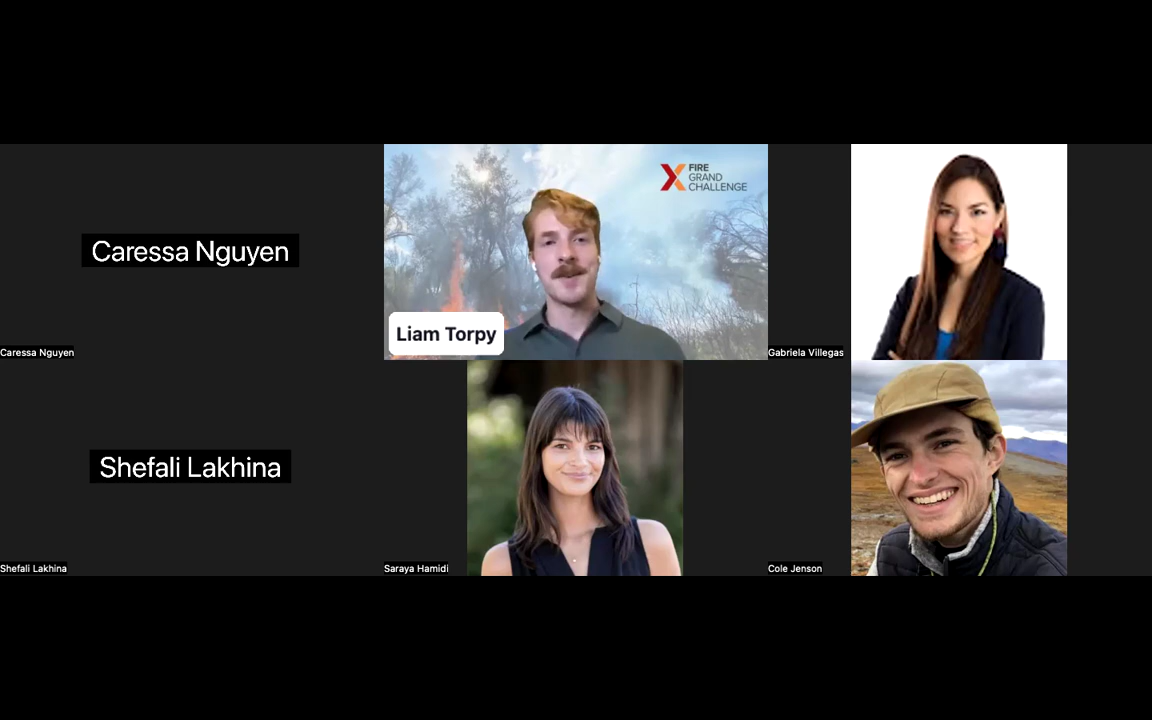 Caressa Nguyen
Caressa Nguyen
FIRE
GRAND
CHALLENGE
Liam Torpy
Gabriela Villegas
Shefali Lakhina
Shefali Lakhina
Saraya Hamidi
Cole Jenson